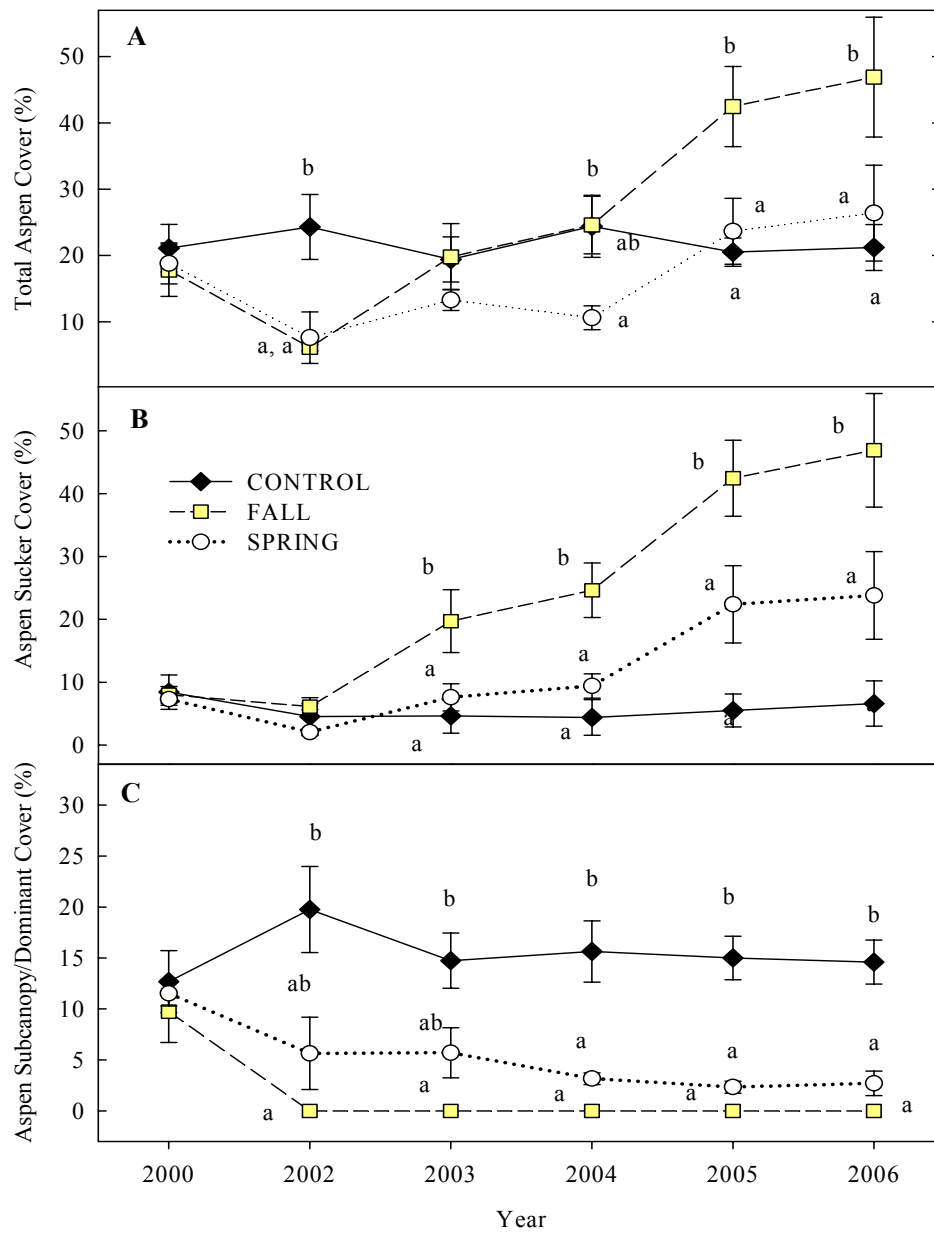 A
Total Aspen Cover (%)
50
40
30
20
10
b
b
b
b
ab
a
a
a, a
a
a
a
B
Aspen Sucker Cover (%)
50
40
30
20
10
0
CONTROL
FALL
SPRING
b
b
b
b
a
a
a
a
a
a
a
C
Aspen Subcanopy/Dominant Cover (%)
30
25
20
15
10
5
0
b
b
b
b
b
ab
ab
a
a
a
a
a
a
a
a
2000
2002
2003
2004
2005
2006
Year